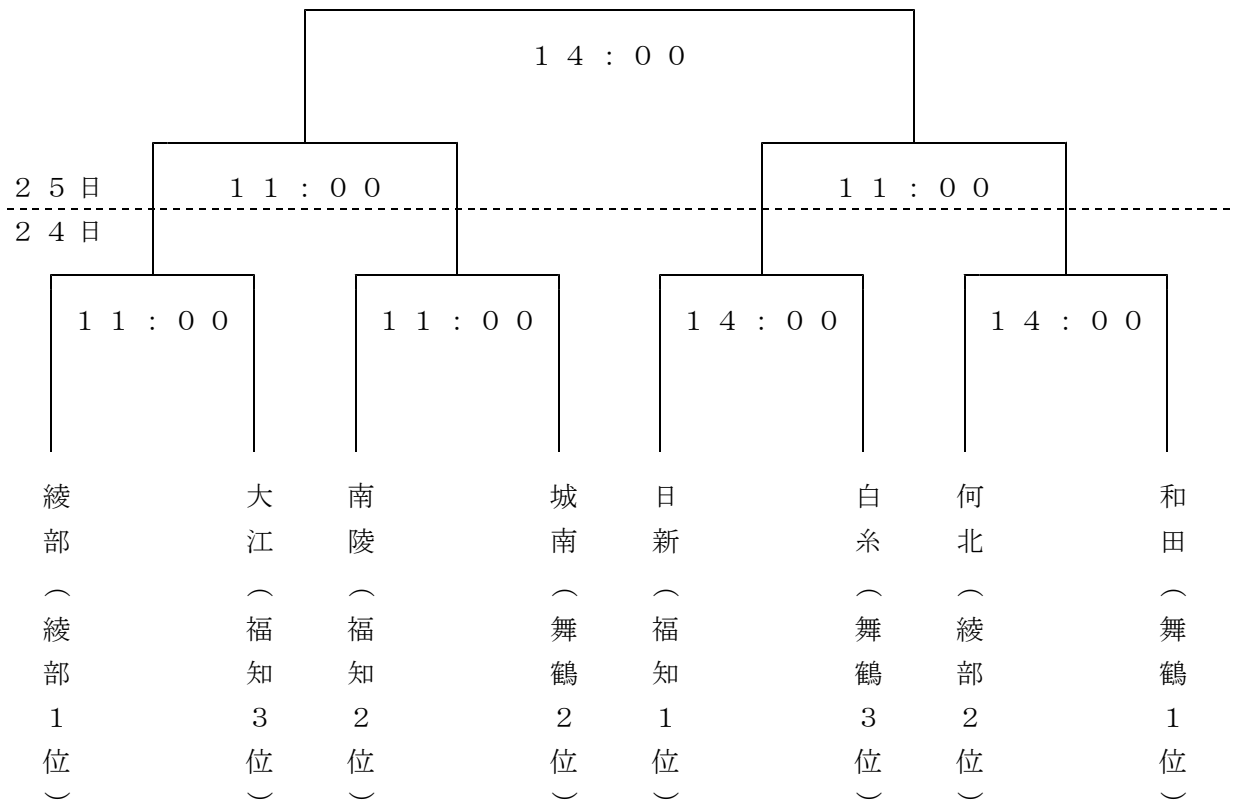 １４：００
２５日
１１：００
１１：００
２４日
１１：００
１１：００
１４：００
１４：００
綾部（綾部１位）
大江（福知３位）
南陵（福知２位）
城南（舞鶴２位）
日新（福知１位）
白糸（舞鶴３位）
何北（綾部２位）
和田（舞鶴１位）